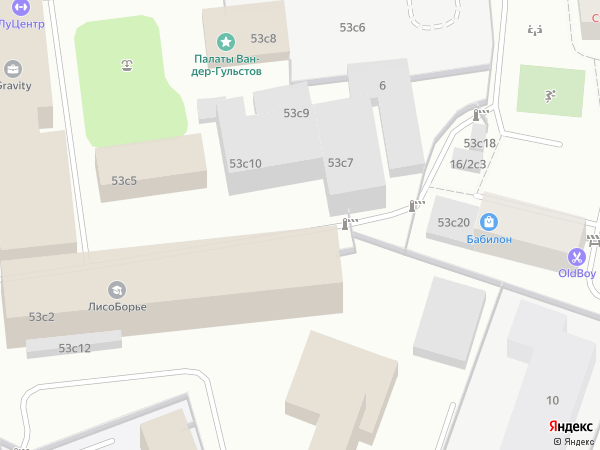 ЛуЦентр
53с8
53с6
С
Палаты Ван-
дер-Гульстов
Gravity
6
53с9
53с18
53с10
53с7
16/2с3
53с5
53с20
Бабилон
OldBoy
ЛисоБорье
53с2
53с12
10
Яндекс
© Яндекс